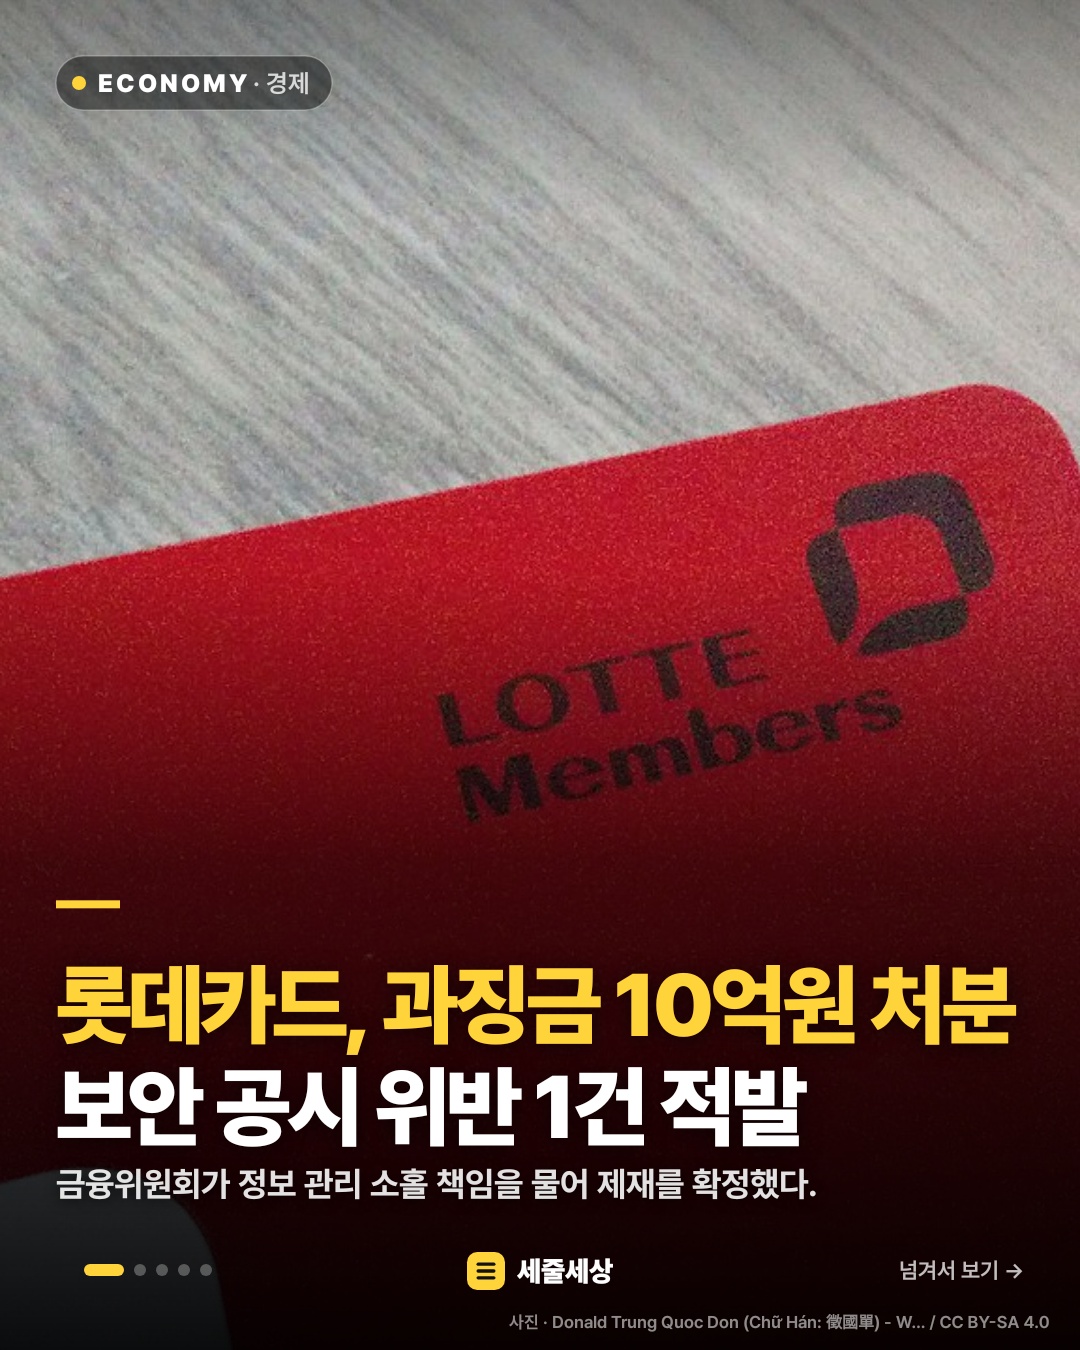 ECONOMY · 경제
LOTTE
Members
롯데카드, 과징금 10억원 처분
보안 공시 위반 1건 적발
금융위원회가 정보 관리 소홀 책임을 물어 제재를 확정했다.
세줄세상
넘겨서 보기 →
사진 · Donald Trung Quoc Don (Chữ Hán: 徵國單) - W... / CC BY-SA 4.0